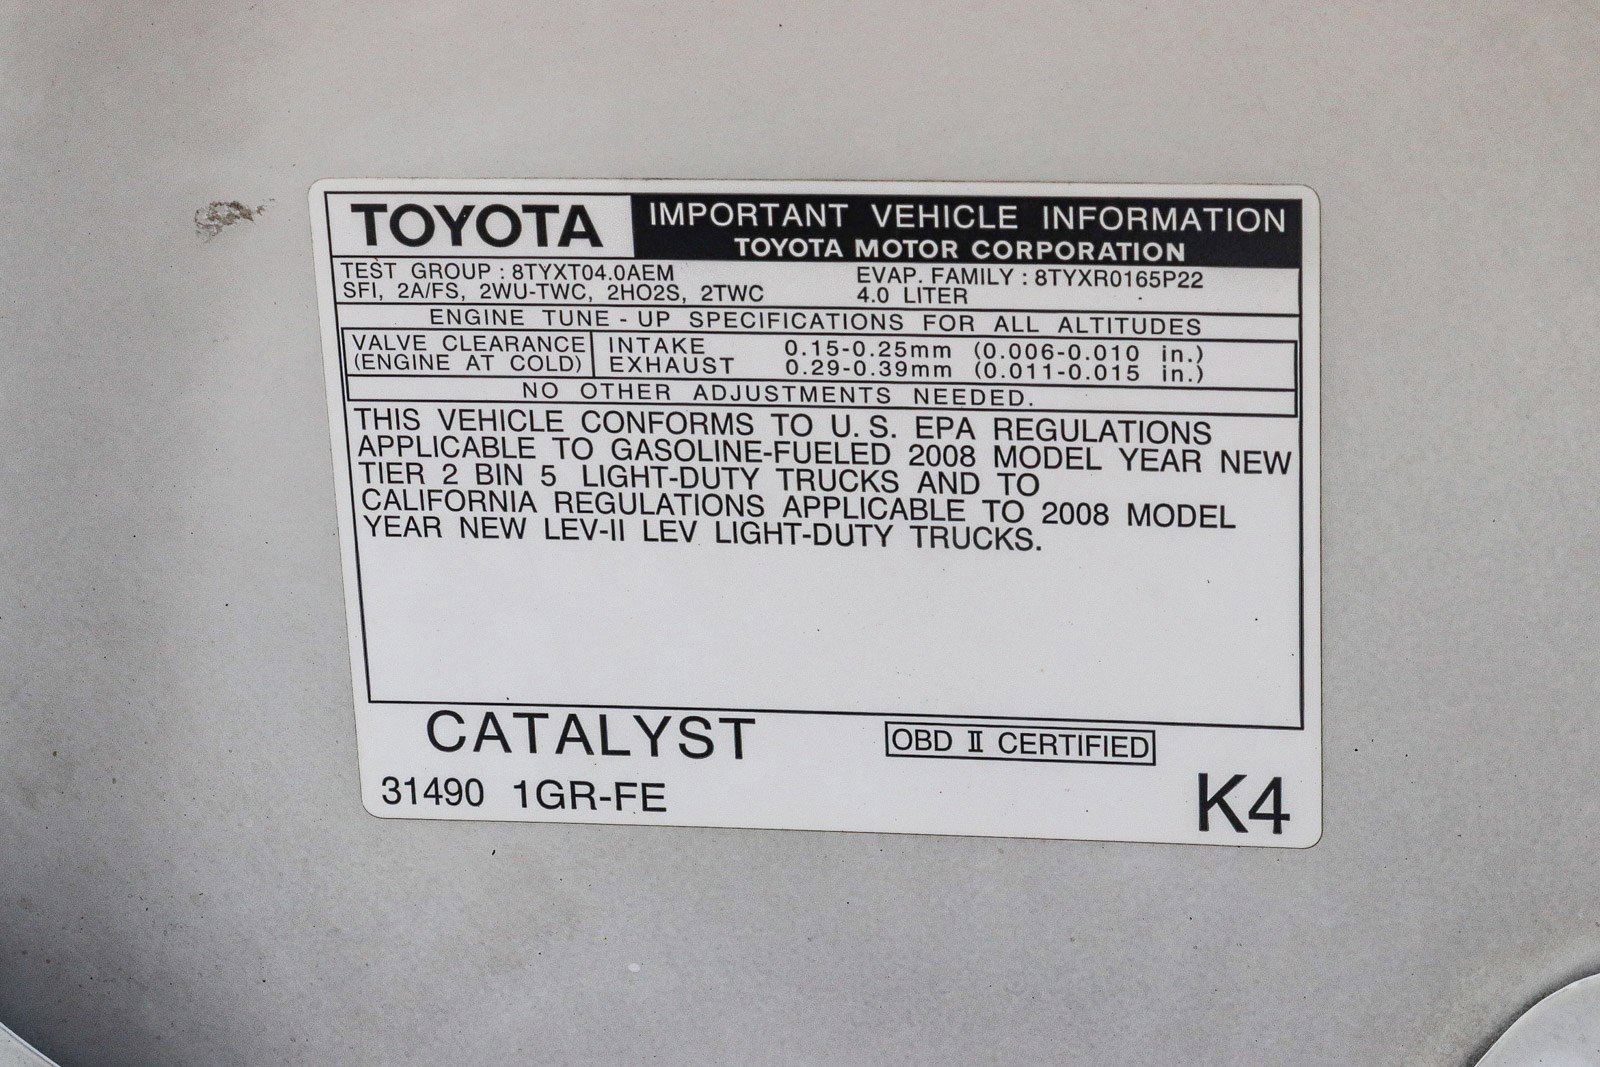 TOYOTA
IMPORTANT VEHICLE INFORMATION
TOYOTA MOTOR CORPORATION
TEST GROUP : 8TYXT04.0AEM
EVAP. FAMILY : 8TYXR0165P22
SFI, 2A/FS, 2WU-TWC, 2HO2S, 2TWC
4.0 LITER
ENGINE TUNE-UP SPECIFICATIONS FOR ALL ALTITUDES
VALVE CLEARANCE INTAKE 0.15-0.25mm (0.006-0.010 in.)
(ENGINE AT COLD) EXHAUST 0.29-0.39mm (0.011-0.015 in.)
NO OTHER ADJUSTMENTS NEEDED.
THIS VEHICLE CONFORMS TO U.S. EPA REGULATIONS
APPLICABLE TO GASOLINE-FUELED 2008 MODEL YEAR NEW
TIER 2 BIN 5 LIGHT-DUTY TRUCKS AND TO
CALIFORNIA REGULATIONS APPLICABLE TO 2008 MODEL
YEAR NEW LEV-II LEV LIGHT-DUTY TRUCKS.
CATALYST
OBD II CERTIFIED
31490 1GR-FE
K4